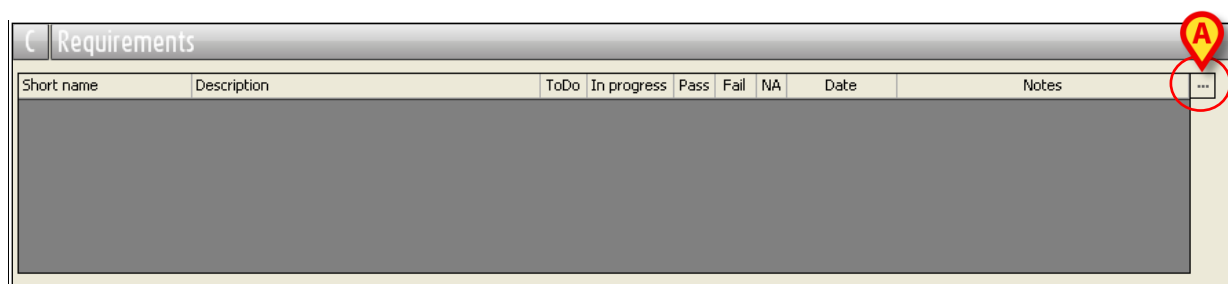 A
C Requirements
Short name Description ToDo In progress Pass Fail NA Date Notes ...